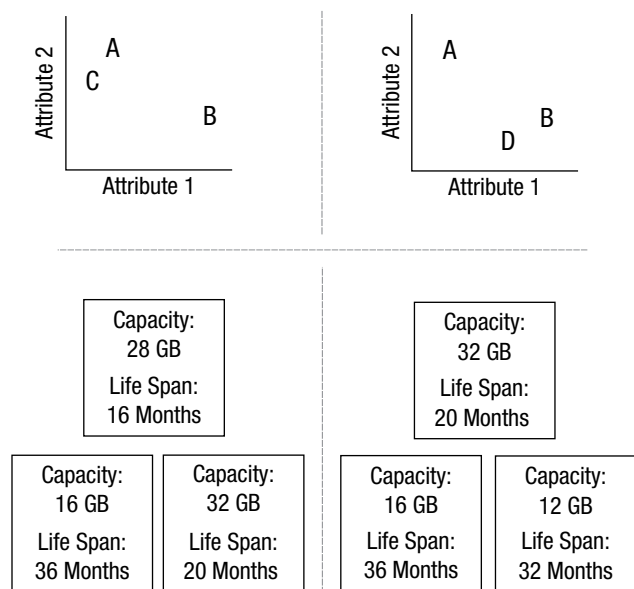 Attribute 2
A
C
B
Attribute 1
Attribute 2
A
B
D
Attribute 1
Capacity:
28 GB
Life Span:
16 Months
Capacity:
16 GB
Life Span:
36 Months
Capacity:
32 GB
Life Span:
20 Months
Capacity:
32 GB
Life Span:
20 Months
Capacity:
16 GB
Life Span:
36 Months
Capacity:
12 GB
Life Span:
32 Months